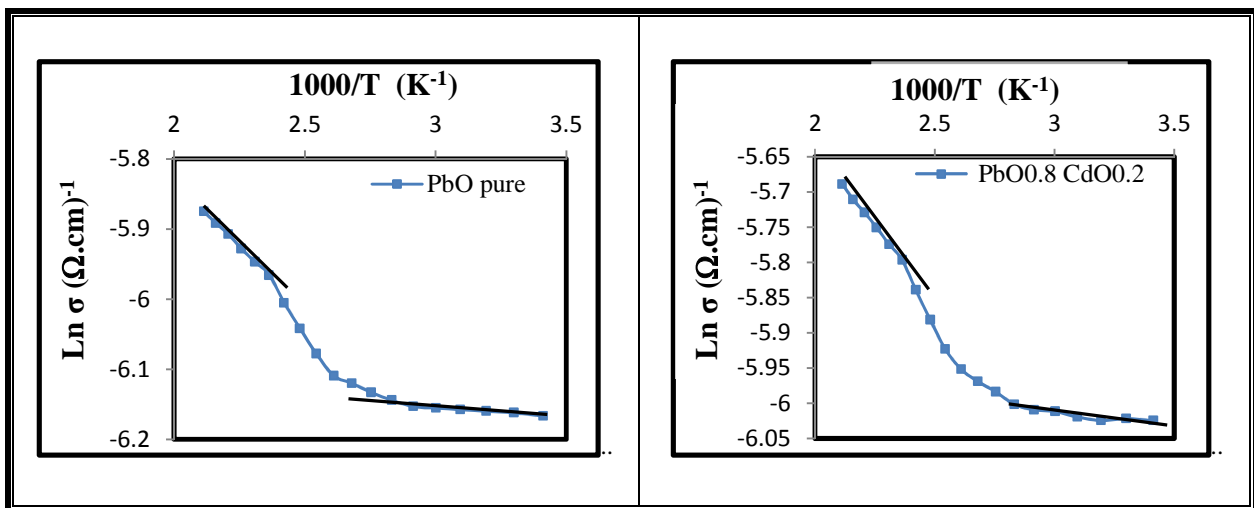 1000/T (K-1)
2 2.5 3 3.5
-5.8
-5.9
-6
-6.1
-6.2
Ln σ (Ω.cm)-1
PbO pure
..
1000/T (K-1)
2 2.5 3 3.5
-5.65
-5.7
-5.75
-5.8
-5.85
-5.9
-5.95
-6
-6.05
Ln σ (Ω.cm)-1
PbO0.8 CdO0.2
..